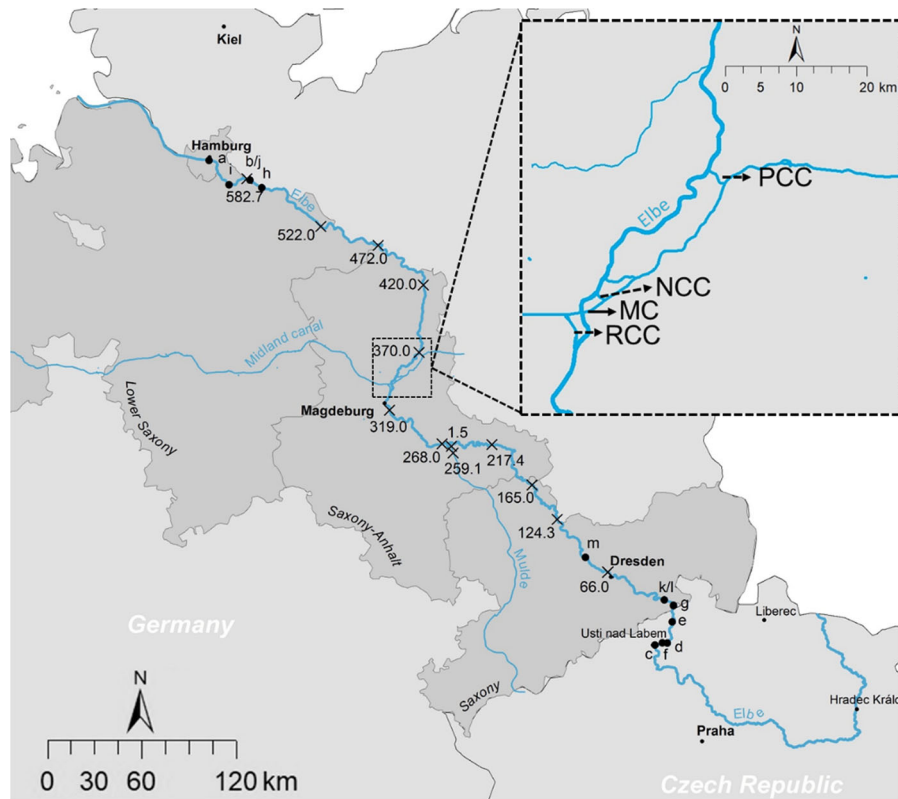 Kiel
N
0 5 10 20 km
Hamburg
a
i
b/j
h
582.7
Elbe
522.0
472.0
420.0
370.0
Midland canal
PCC
Elbe
NCC
MC
RCC
Lower Saxony
Magdeburg
319.0
1.5
268.0
259.1
217.4
165.0
124.3
Saxony-Anhalt
Mulde
m
Dresden
66.0
k/l
g
e
Liberec
Usti nad Labem
c
f
d
Germany
Saxony
Elbe
Hradec Králc
Praha
N
0 30 60 120 km
Czech Republic